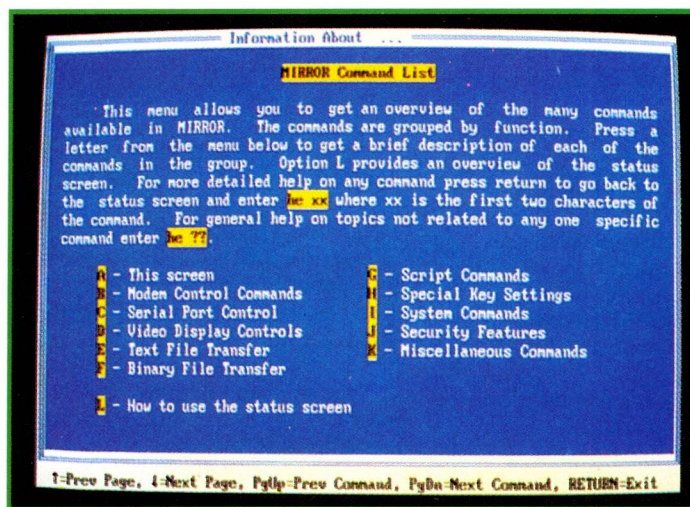 Information About ...
MIRROR Command List
This menu allows you to get an overview of the many commands
available in MIRROR. The commands are grouped by function. Press a
letter from the menu below to get a brief description of each of the
commands in the group. Option L provides an overview of the status
screen. For more detailed help on any command press return to go back to
the status screen and enter he xx where xx is the first two characters of
the command. For general help on topics not related to any one specific
command enter he ??.
A - This screen
B - Modem Control Commands
C - Serial Port Control
D - Video Display Controls
E - Text File Transfer
F - Binary File Transfer
G - Script Commands
H - Special Key Settings
I - System Commands
J - Security Features
K - Miscellaneous Commands
L - How to use the status screen
↑=Prev Page, ↓=Next Page, PgUp=Prev Command, PgDn=Next Command, RETURN=Exit